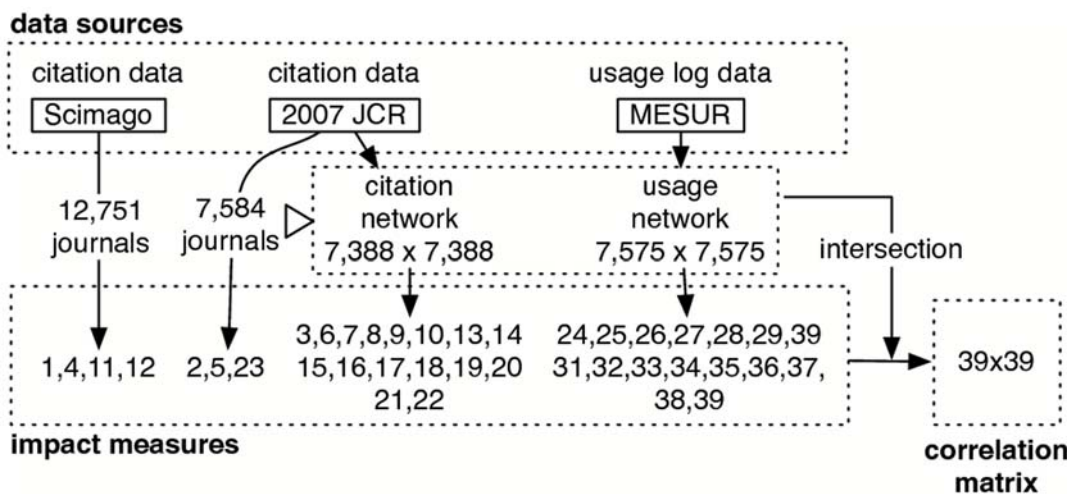 data sources
citation data
Scimago
citation data
2007 JCR
usage log data
MESUR
12,751
journals
7,584
journals
citation
network
7,388 x 7,388
usage
network
7,575 x 7,575
intersection
1,4,11,12
2,5,23
3,6,7,8,9,10,13,14
15,16,17,18,19,20
21,22
24,25,26,27,28,29,39
31,32,33,34,35,36,37,
38,39
39x39
impact measures
correlation
matrix